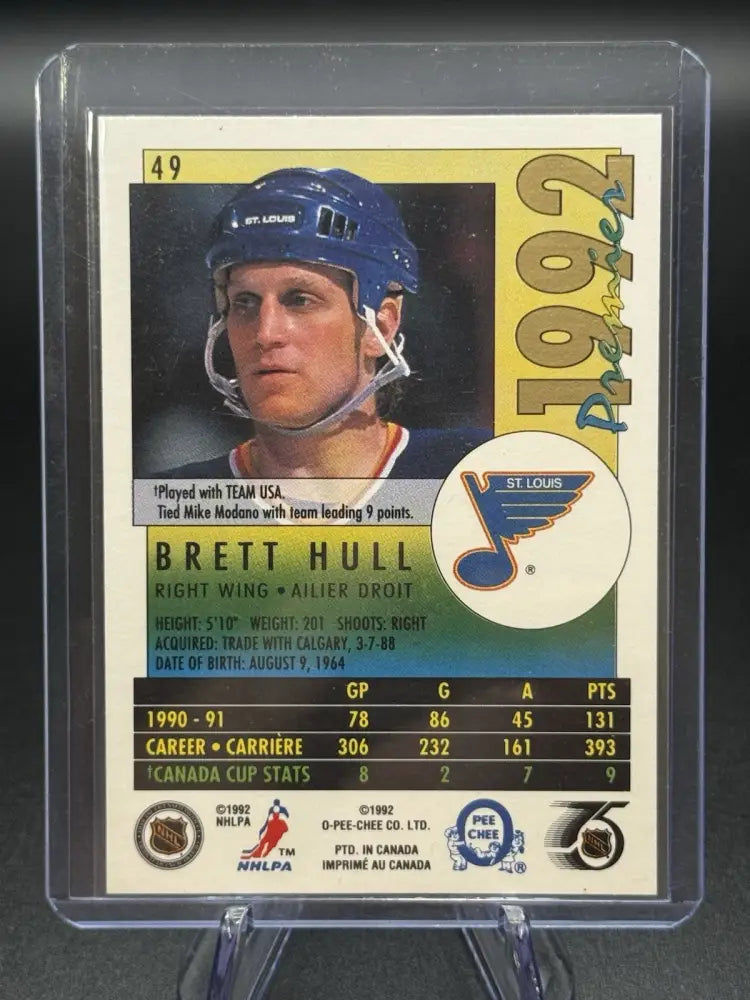 49
1992
Premier
ST. LOUIS
†Played with TEAM USA.
Tied Mike Modano with team leading 9 points.
ST. LOUIS
®
BRETT HULL
RIGHT WING • AILIER DROIT
HEIGHT: 5'10" WEIGHT: 201 SHOOTS: RIGHT
ACQUIRED: TRADE WITH CALGARY, 3-7-88
DATE OF BIRTH: AUGUST 9, 1964
GP G A PTS
1990 - 91 78 86 45 131
CAREER • CARRIÈRE 306 232 161 393
†CANADA CUP STATS 8 2 7 9
NHL
©1992
NHLPA
TM
NHLPA
©1992
O-PEE-CHEE CO. LTD.
PTD. IN CANADA
IMPRIMÉ AU CANADA
O
PEE
CHEE
®
75
NHL